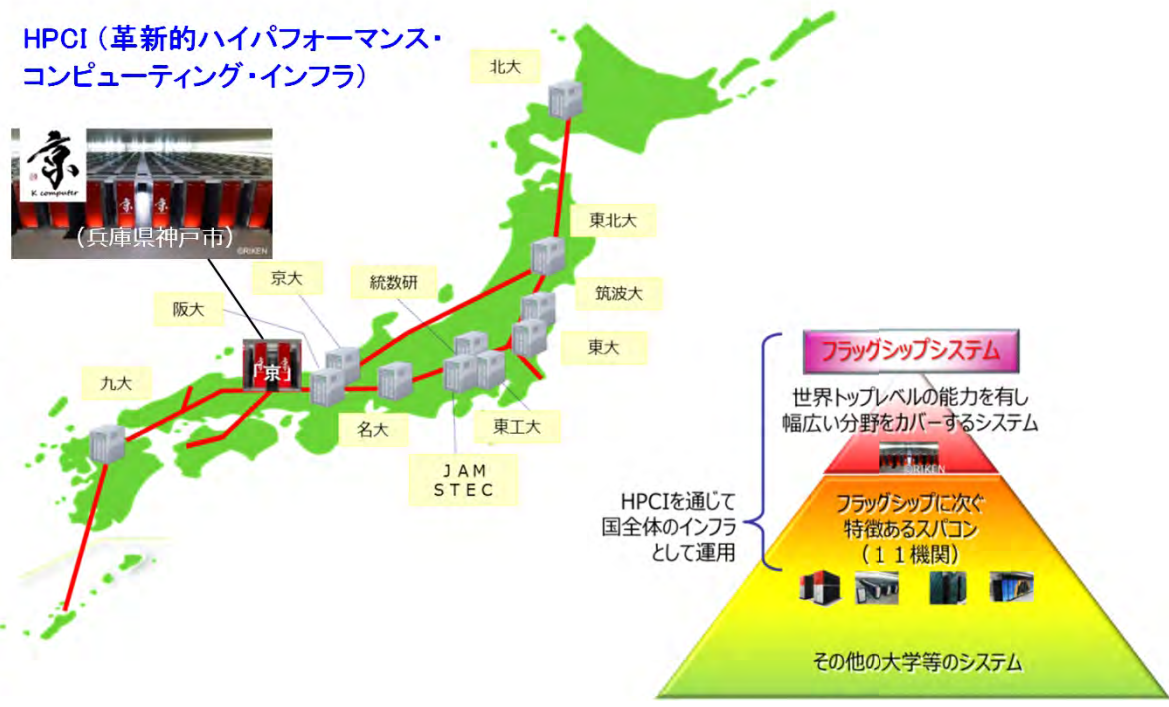 HPCI（革新的ハイパフォーマンス・
コンピューティング・インフラ）
京
K computer
京
京
（兵庫県神戸市）
©RIKEN
北大
東北大
筑波大
東大
京大
統数研
阪大
「京」
九大
名大
東工大
ＪＡＭ
ＳＴＥＣ
フラッグシップシステム
世界トップレベルの能力を有し
幅広い分野をカバーするシステム
©RIKEN
HPCIを通じて
国全体のインフラ
として運用
フラッグシップに次ぐ
特徴あるスパコン
（１１機関）
その他の大学等のシステム